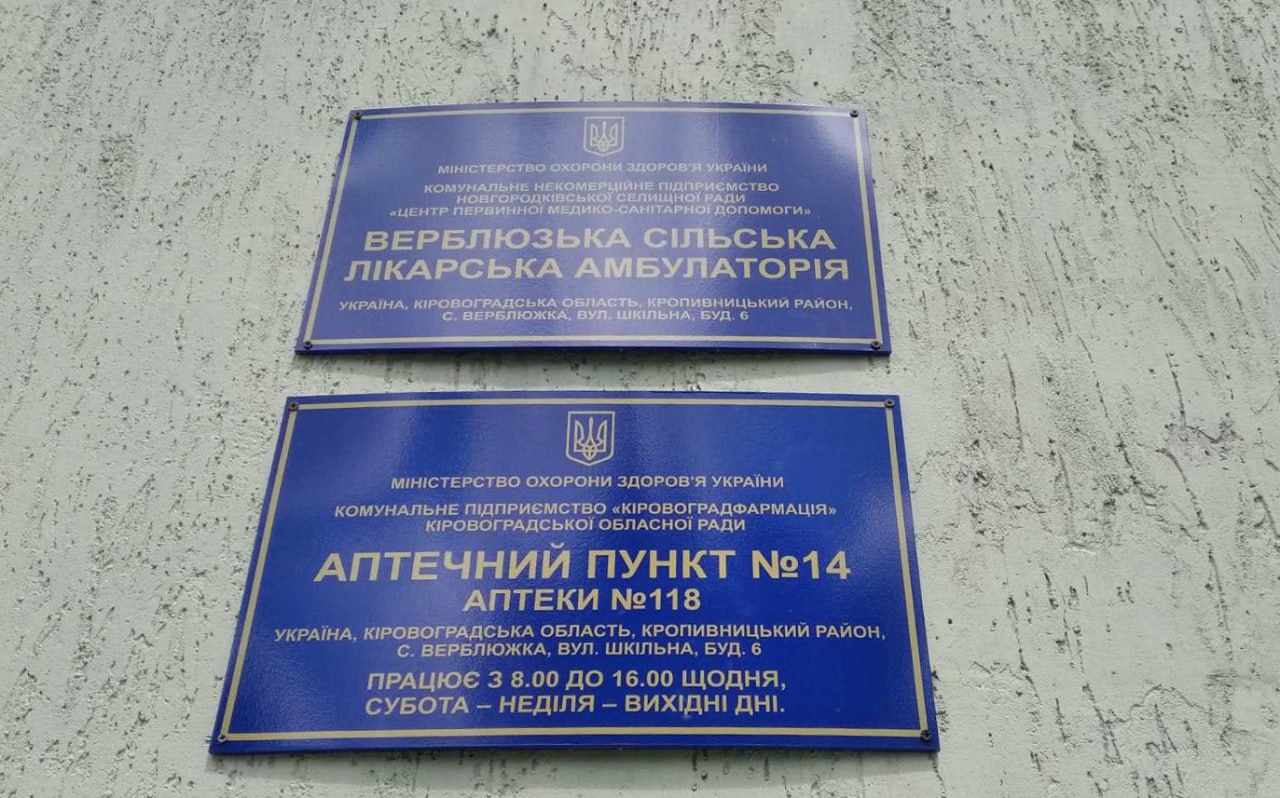 МІНІСТЕРСТВО ОХОРОНИ ЗДОРОВ'Я УКРАЇНИ
КОМУНАЛЬНЕ НЕКОМЕРЦІЙНЕ ПІДПРИЄМСТВО
НОВГОРОДКІВСЬКОЇ СЕЛИЩНОЇ РАДИ
«ЦЕНТР ПЕРВИННОЇ МЕДИКО-САНІТАРНОЇ ДОПОМОГИ»
ВЕРБЛЮЗЬКА СІЛЬСЬКА
ЛІКАРСЬКА АМБУЛАТОРІЯ
УКРАЇНА, КІРОВОГРАДСЬКА ОБЛАСТЬ, КРОПИВНИЦЬКИЙ РАЙОН,
С. ВЕРБЛЮЖКА, ВУЛ. ШКІЛЬНА, БУД. 6
МІНІСТЕРСТВО ОХОРОНИ ЗДОРОВ'Я УКРАЇНИ
КОМУНАЛЬНЕ ПІДПРИЄМСТВО «КІРОВОГРАДФАРМАЦІЯ»
КІРОВОГРАДСЬКОЇ ОБЛАСНОЇ РАДИ
АПТЕЧНИЙ ПУНКТ №14
АПТЕКИ №118
УКРАЇНА, КІРОВОГРАДСЬКА ОБЛАСТЬ, КРОПИВНИЦЬКИЙ РАЙОН,
С. ВЕРБЛЮЖКА, ВУЛ. ШКІЛЬНА, БУД. 6
ПРАЦЮЄ З 8.00 ДО 16.00 ЩОДНЯ,
СУБОТА – НЕДІЛЯ – ВИХІДНІ ДНІ.